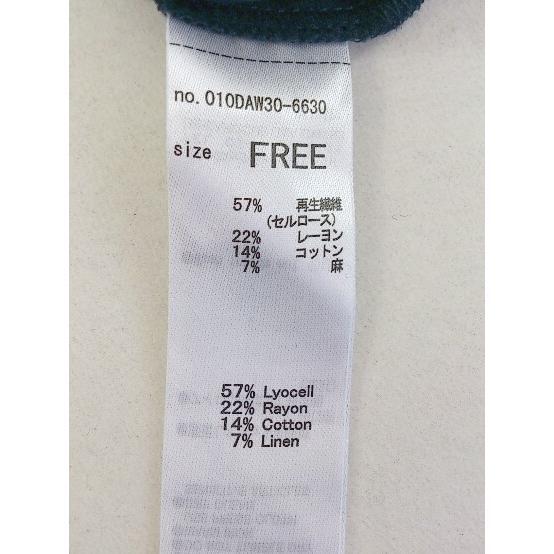 no. 010DAW30-6630
size FREE
57% 再生繊維
(セルロース)
22% レーヨン
14% コットン
7% 麻
57% Lyocell
22% Rayon
14% Cotton
7% Linen